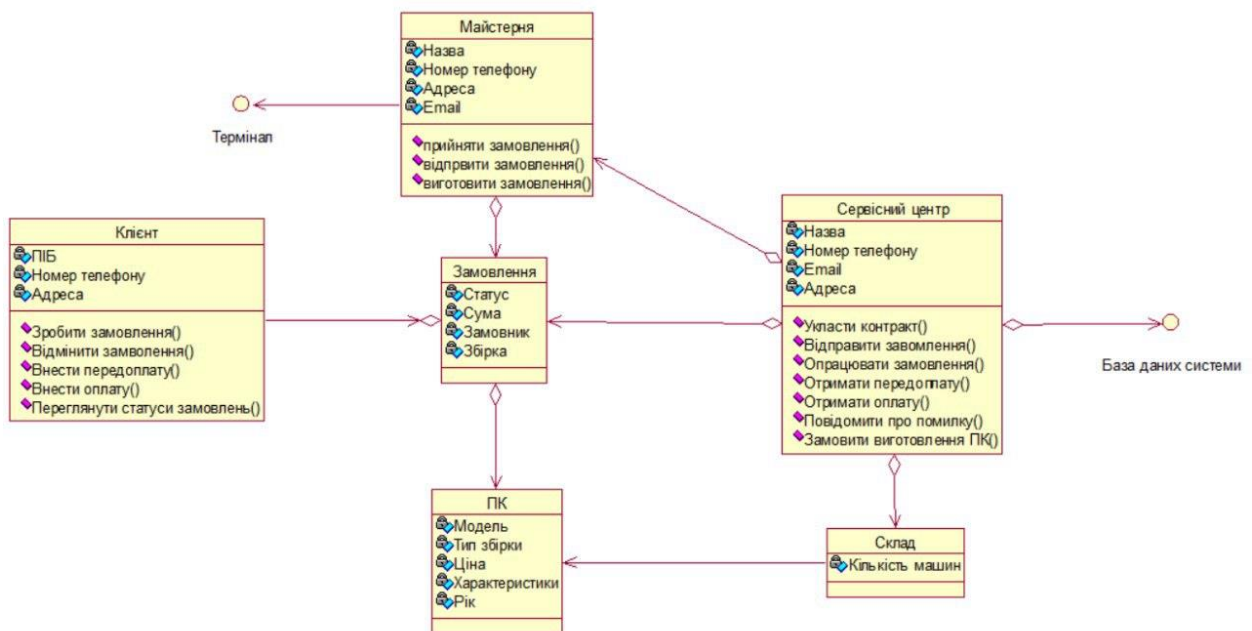 Майстерня
Назва
Номер телефону
Адреса
Email
прийняти замовлення()
відпрвити замовлення()
виготовити замовлення()
Термінал
Клієнт
ПІБ
Номер телефону
Адреса
Зробити замовлення()
Відмінити замволення()
Внести передоплату()
Внести оплату()
Переглянути статуси замовлень()
Замовлення
Статус
Сума
Замовник
Збірка
Сервісний центр
Назва
Номер телефону
Email
Адреса
Укласти контракт()
Відправити завомлення()
Опрацювати замовлення()
Отримати передоплату()
Отримати оплату()
Повідомити про помилку()
Замовити виготовлення ПК()
База даних системи
ПК
Модель
Тип збірки
Ціна
Характеристики
Рік
Склад
Кількість машин